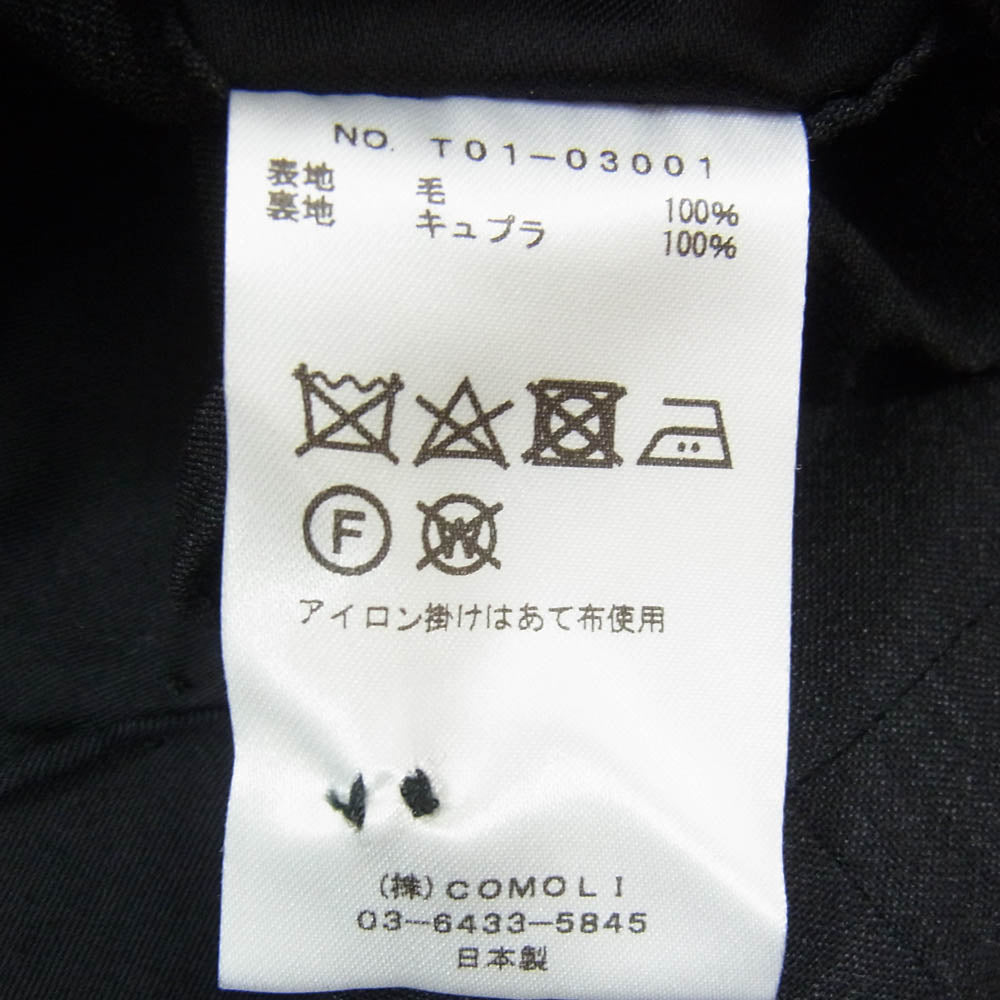 NO. T01-03001
表地 毛 100%
裏地 キュプラ 100%
F W
アイロン掛けはあて布使用
(株)COMOLI
03-6433-5845
日本製